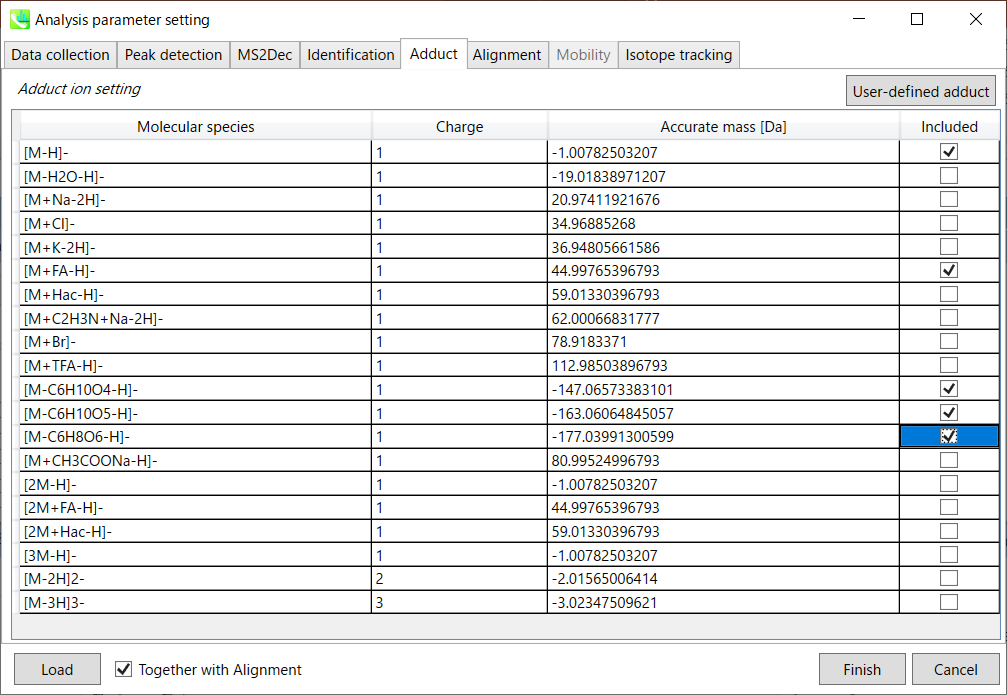 Analysis parameter setting
Data collection Peak detection MS2Dec Identification Adduct Alignment Mobility Isotope tracking
Adduct ion setting
User-defined adduct
Molecular species Charge Accurate mass [Da] Included
[M-H]- 1 -1.00782503207
[M-H2O-H]- 1 -19.01838971207
[M+Na-2H]- 1 20.97411921676
[M+Cl]- 1 34.96885268
[M+K-2H]- 1 36.94805661586
[M+FA-H]- 1 44.99765396793
[M+Hac-H]- 1 59.01330396793
[M+C2H3N+Na-2H]- 1 62.00066831777
[M+Br]- 1 78.9183371
[M+TFA-H]- 1 112.98503896793
[M-C6H10O4-H]- 1 -147.06573383101
[M-C6H10O5-H]- 1 -163.06064845057
[M-C6H8O6-H]- 1 -177.03991300599
[M+CH3COONa-H]- 1 80.99524996793
[2M-H]- 1 -1.00782503207
[2M+FA-H]- 1 44.99765396793
[2M+Hac-H]- 1 59.01330396793
[3M-H]- 1 -1.00782503207
[M-2H]2- 2 -2.01565006414
[M-3H]3- 3 -3.02347509621
Load Together with Alignment Finish Cancel